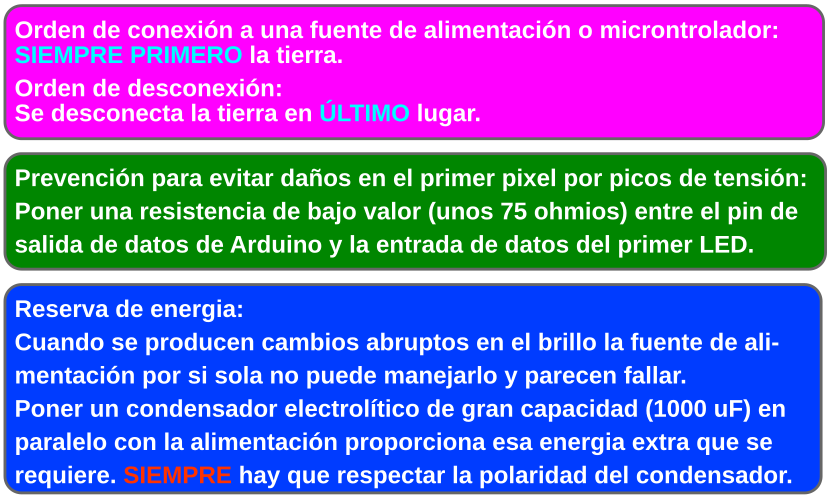 Orden de conexión a una fuente de alimentación o microntrolador:
SIEMPRE PRIMERO la tierra.
Orden de desconexión:
Se desconecta la tierra en ÚLTIMO lugar.
Prevención para evitar daños en el primer pixel por picos de tensión:
Poner una resistencia de bajo valor (unos 75 ohmios) entre el pin de
salida de datos de Arduino y la entrada de datos del primer LED.
Reserva de energia:
Cuando se producen cambios abruptos en el brillo la fuente de ali-
mentación por si sola no puede manejarlo y parecen fallar.
Poner un condensador electrolítico de gran capacidad (1000 uF) en
paralelo con la alimentación proporciona esa energia extra que se
requiere. SIEMPRE hay que respectar la polaridad del condensador.